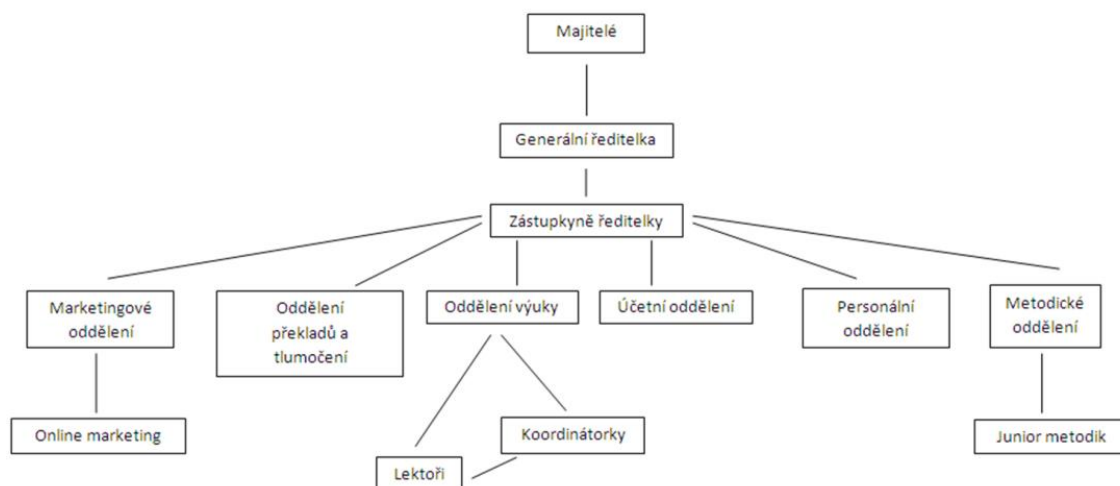 Majitelé
Generální ředitelka
Zástupkyně ředitelky
Marketingové
oddělení
Oddělení
překladů a
tlumočení
Oddělení výuky
Účetní oddělení
Personální
oddělení
Metodické
oddělení
Online marketing
Koordinátorky
Junior metodik
Lektoři